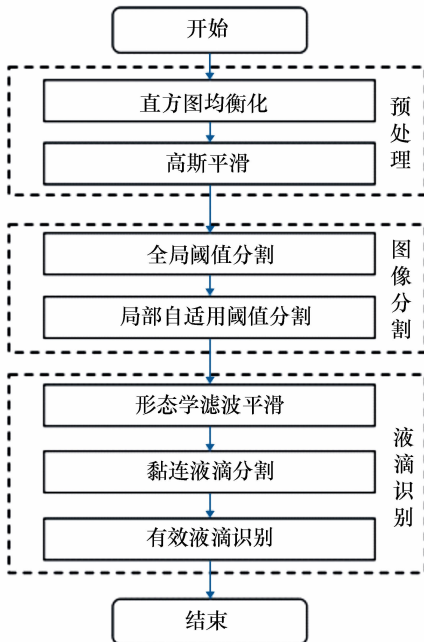 开始
直方图均衡化
高斯平滑
预处理
全局阈值分割
局部自适用阈值分割
图像分割
形态学滤波平滑
黏连液滴分割
有效液滴识别
液滴识别
结束